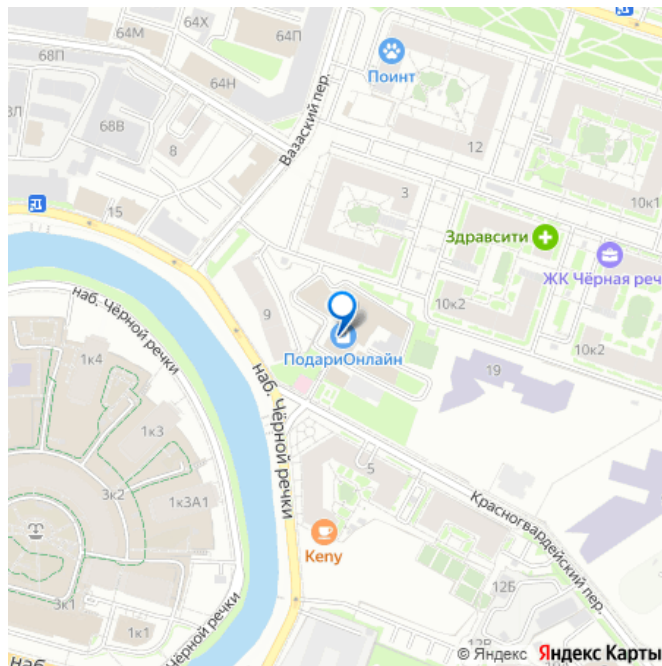 64М
64Х
64П
68П
64Н
Вазаский пер.
Поинт
3Л
68В
8
12
15
3
10к1
Здравсити
ЖК Чёрная реч
наб. Чёрной речки
9
10к2
10к2
ПодариОнлайн
1к4
19
наб. Чёрной речки
1к3
5
3к2
1к3А1
Красногвардейский пер.
Keny
12Б
3к1
1к1
Чёрной речки
наб
12В
© Яндекс Яндекс Карты